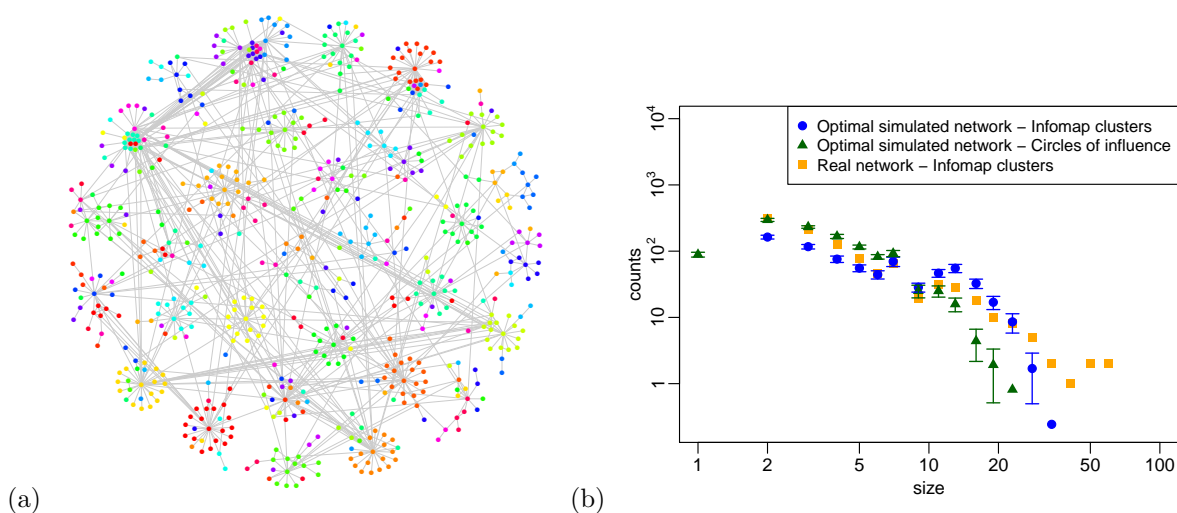 (a)
(b)
Optimal simulated network − Infomap clusters
Optimal simulated network − Circles of influence
Real network − Infomap clusters
counts
10^4
10^3
10^2
10
1
1 2 5 10 20 50 100
size